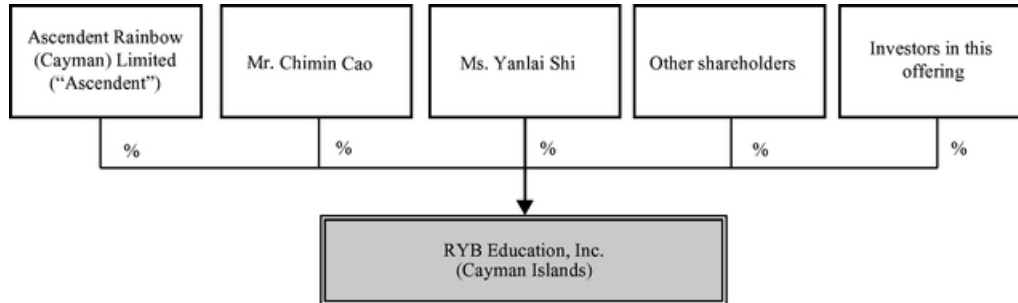 Ascendent Rainbow
(Cayman) Limited
(“Ascendent”)
Mr. Chimin Cao
Ms. Yanlai Shi
Other shareholders
Investors in this
offering
%
%
%
%
%
RYB Education, Inc.
(Cayman Islands)